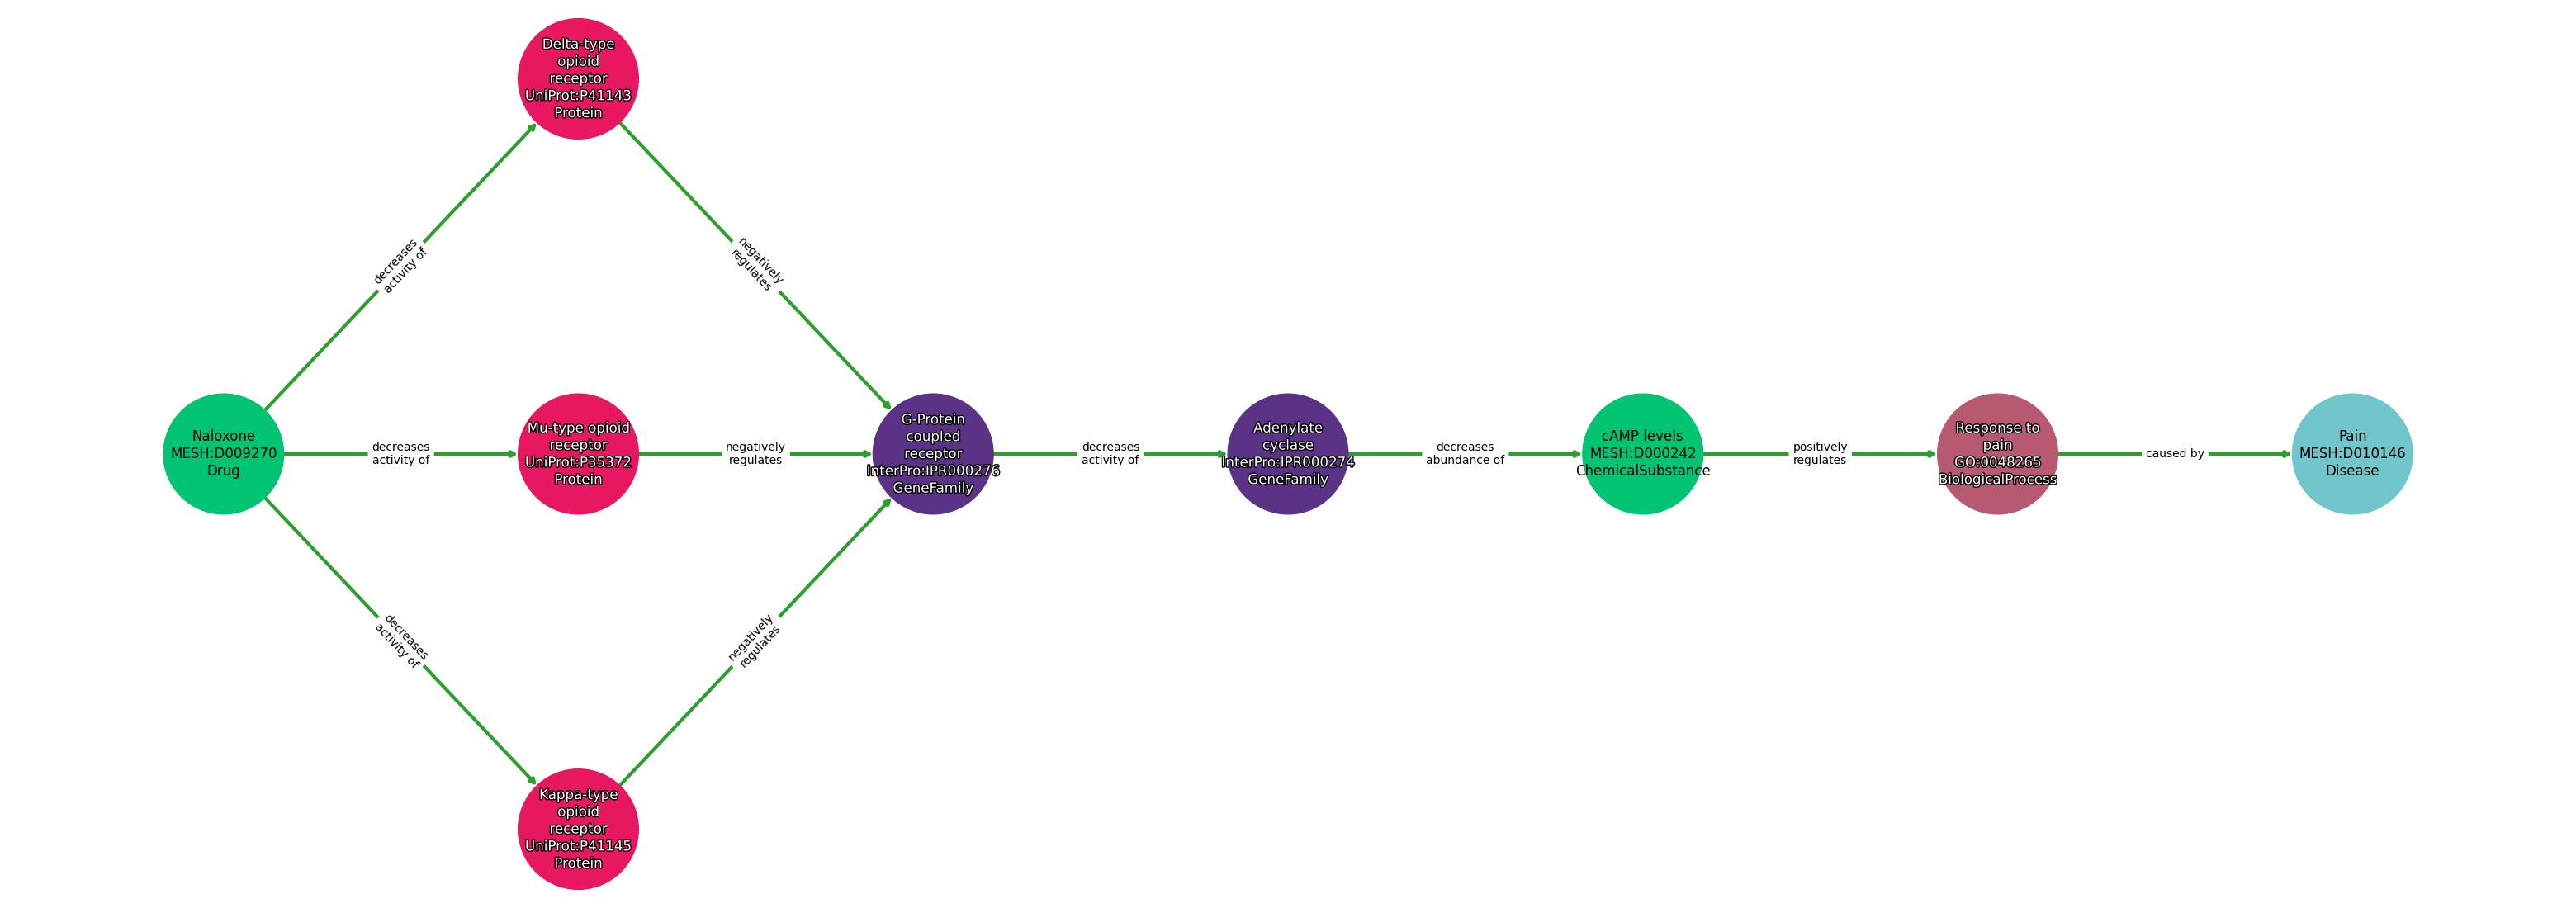 Delta-type
opioid
receptor
UniProt:P41143
Protein
decreases
activity of
negatively
regulates
Naloxone
MESH:D009270
Drug
decreases
activity of
Mu-type opioid
receptor
UniProt:P35372
Protein
negatively
regulates
G-Protein
coupled
receptor
InterPro:IPR000276
GeneFamily
decreases
activity of
Adenylate
cyclase
InterPro:IPR000274
GeneFamily
decreases
abundance of
cAMP levels
MESH:D000242
ChemicalSubstance
positively
regulates
Response to
pain
GO:0048265
BiologicalProcess
caused by
Pain
MESH:D010146
Disease
decreases
activity of
negatively
regulates
Kappa-type
opioid
receptor
UniProt:P41145
Protein